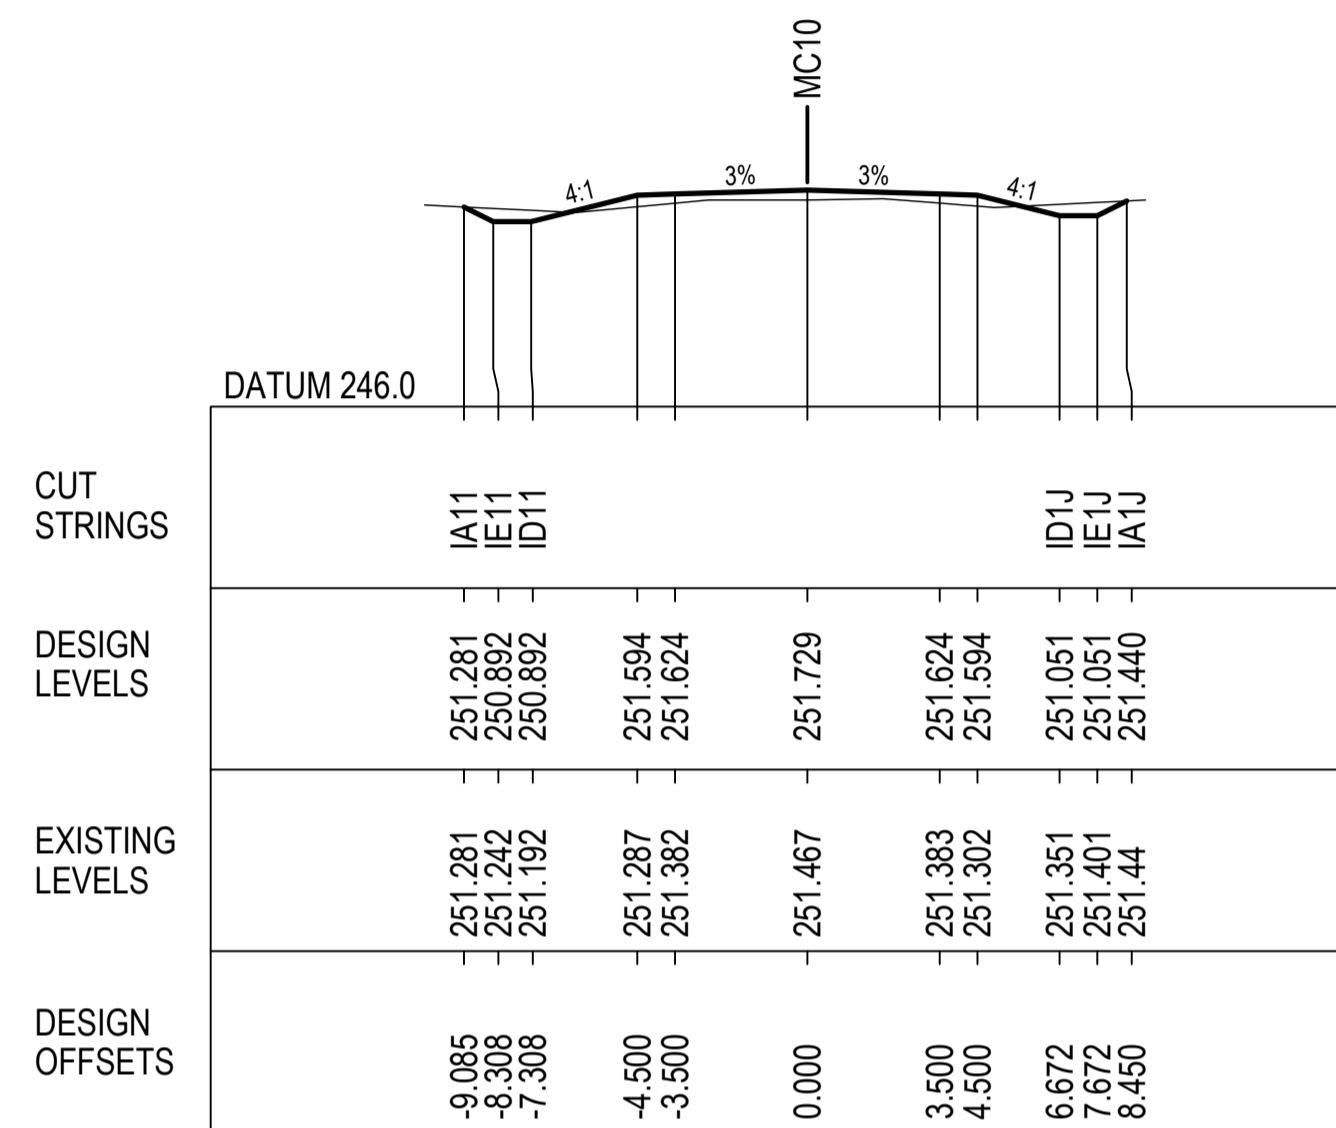 MC10
4:1
3%
3%
4:1
DATUM 246.0
CUT
STRINGS
IA11
IE11
ID11
ID1J
IE1J
IA1J
DESIGN
LEVELS
251.281
250.892
250.892
251.594
251.624
251.729
251.624
251.594
251.051
251.051
251.440
EXISTING
LEVELS
251.281
251.242
251.192
251.287
251.382
251.467
251.383
251.302
251.351
251.401
251.44
DESIGN
OFFSETS
-9.085
-8.308
-7.308
-4.500
-3.500
0.000
3.500
4.500
6.672
7.672
8.450